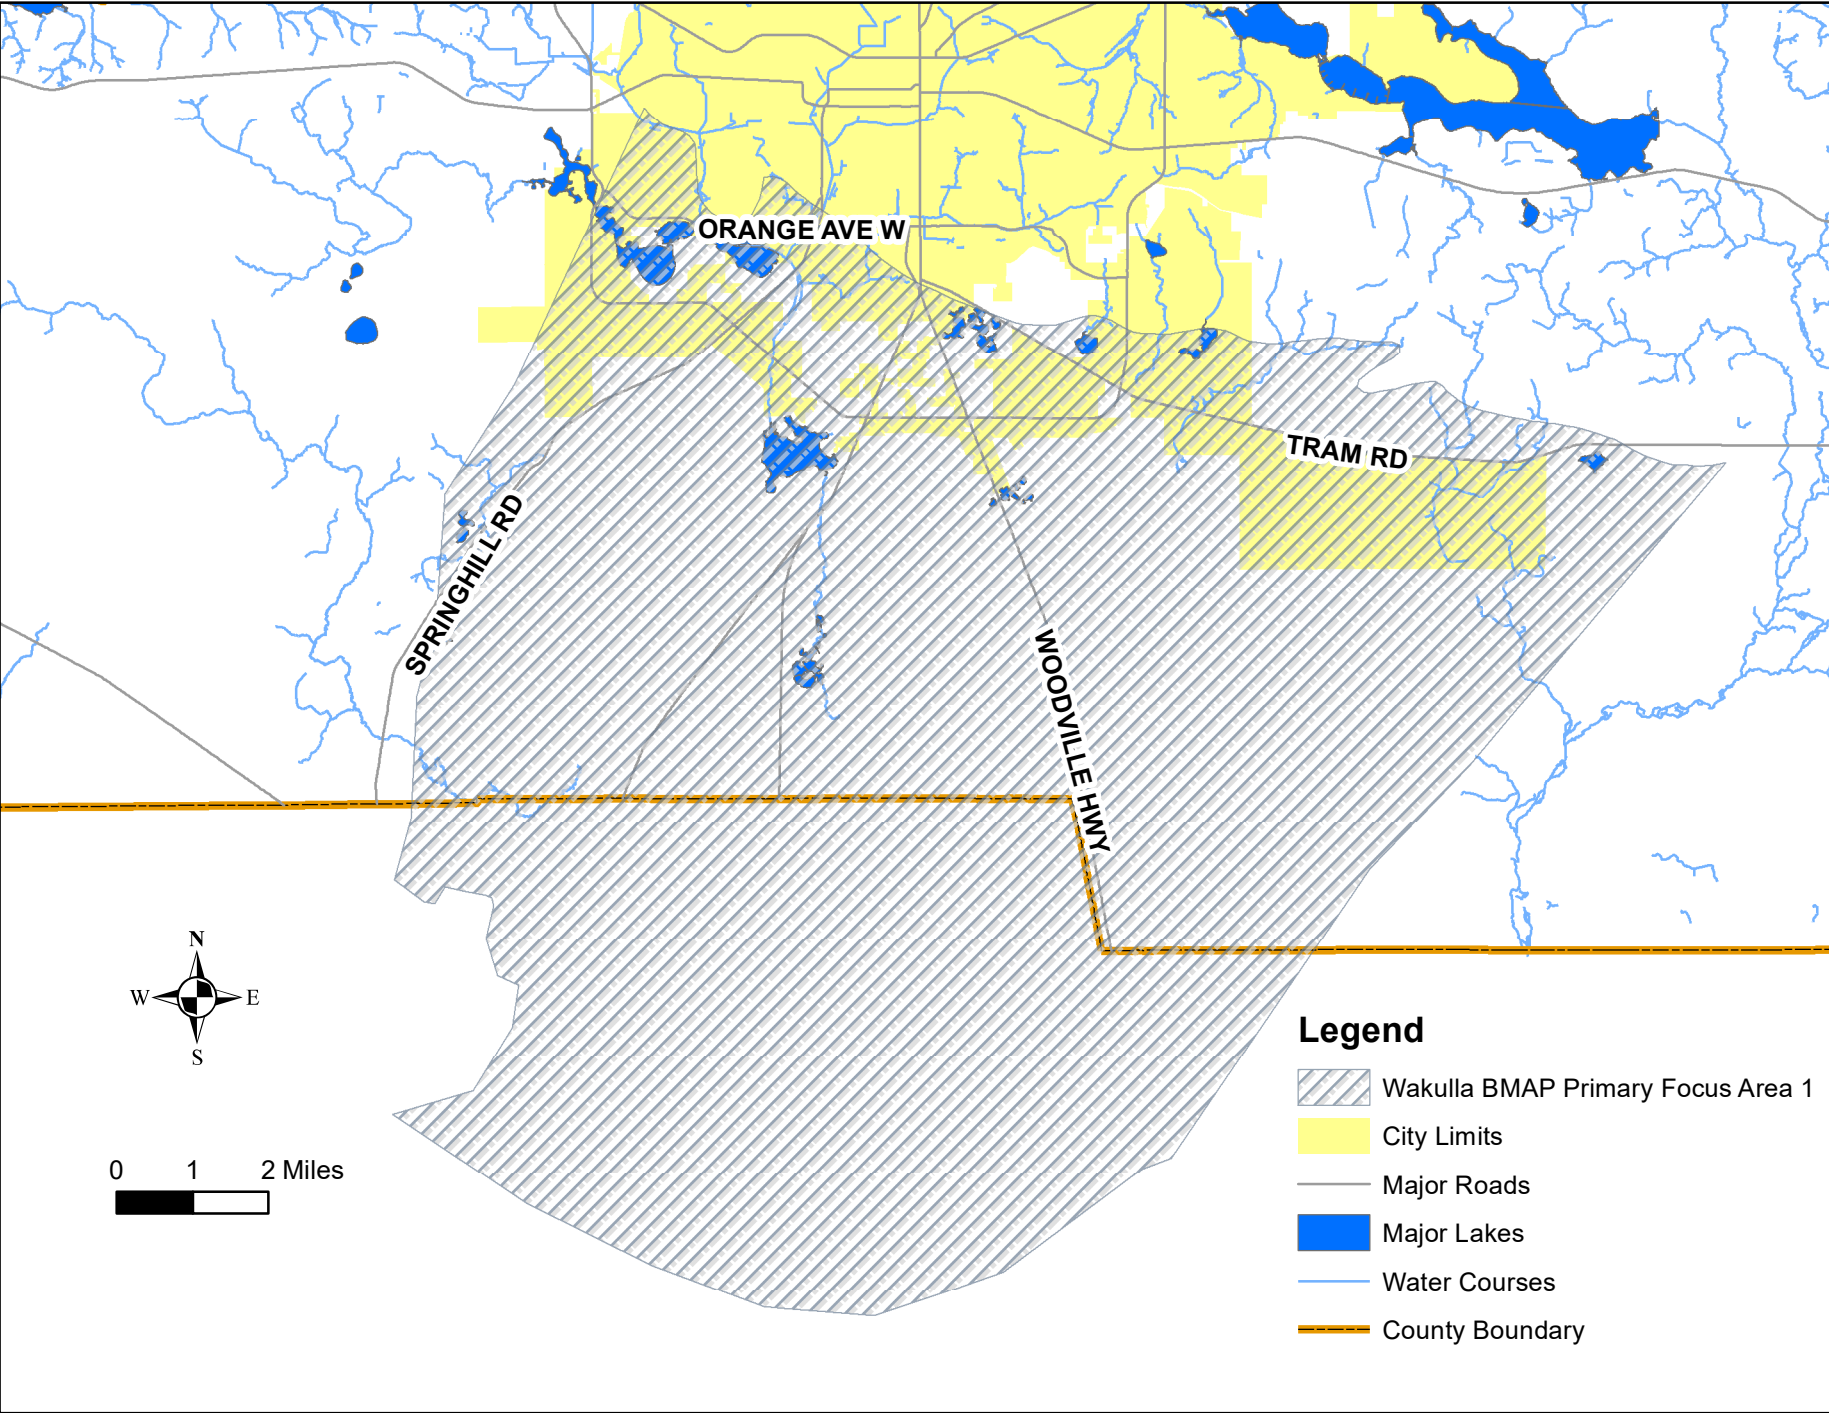 ORANGE AVE W
TRAM RD
SPRINGHILL RD
WOODVILLE HWY
N
W E
S
0 1 2 Miles
Legend
Wakulla BMAP Primary Focus Area 1
City Limits
Major Roads
Major Lakes
Water Courses
County Boundary